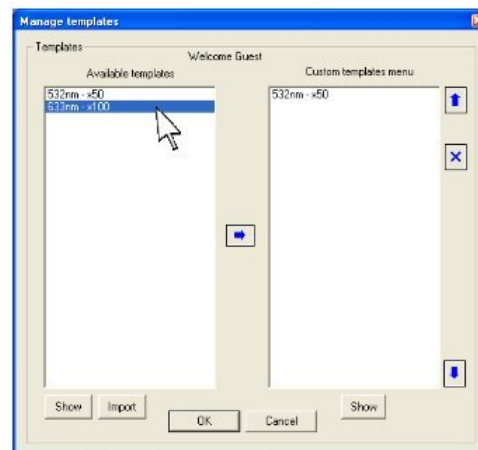 Manage templates
Templates
Welcome Guest
Available templates
Custom templates menu
532nm - x50
633nm - x100
532nm - x50
Show
Import
Show
OK
Cancel